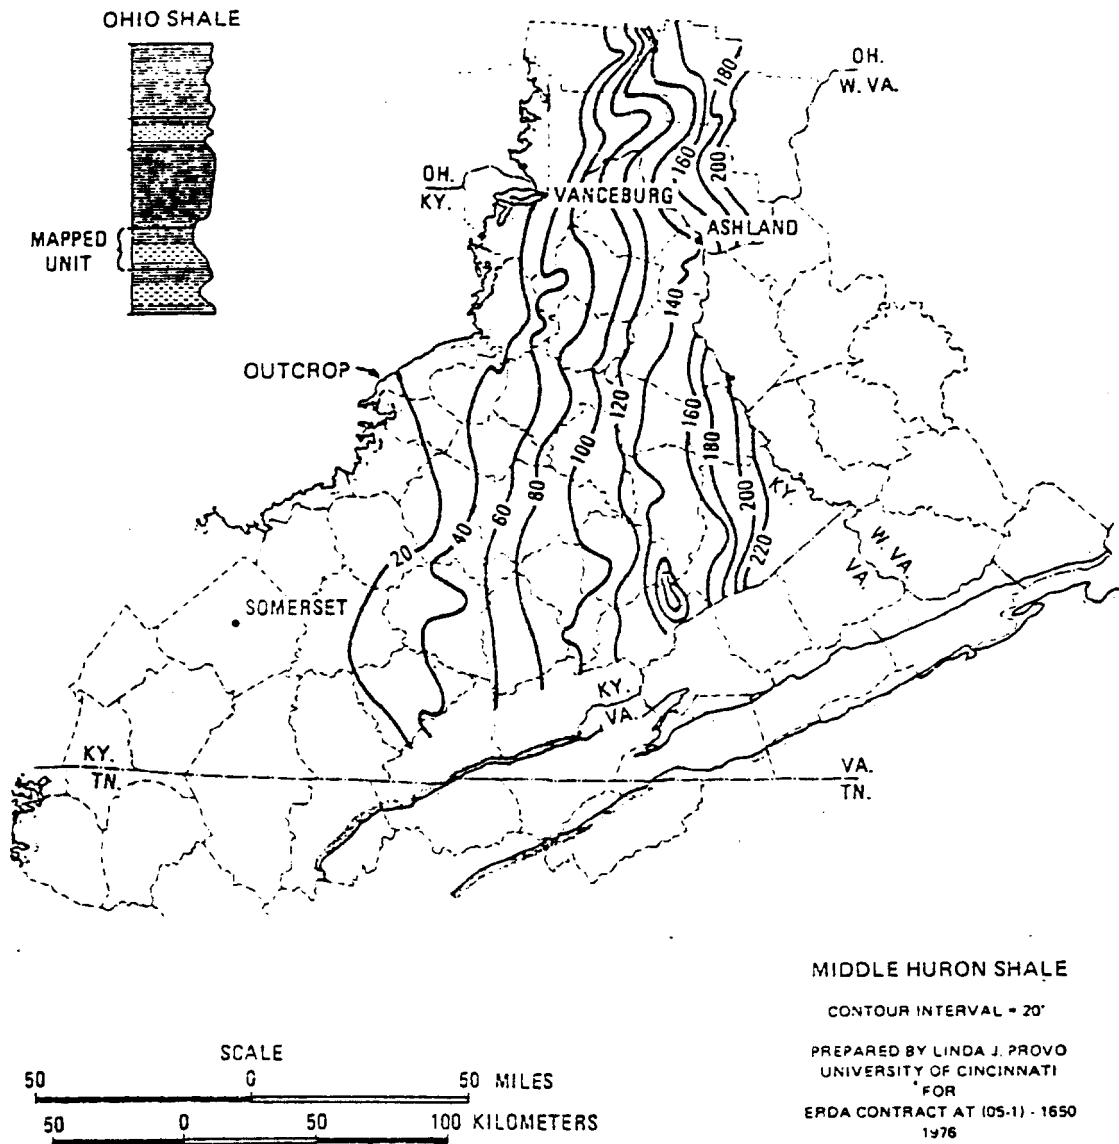 OHIO SHALE
MAPPED
UNIT
OH.
W. VA.
180
160
200
OH.
KY.
VANCEBURG
ASHLAND
140
OUTCROP
120
160
100
180
80
200
KY.
60
40
220
20
W. VA.
VA.
SOMERSET
KY.
VA.
KY.
TN.
VA.
TN.
MIDDLE HURON SHALE
CONTOUR INTERVAL = 20'
PREPARED BY LINDA J. PROVO
UNIVERSITY OF CINCINNATI
FOR
ERDA CONTRACT AT (05-1) - 1650
1976
SCALE
50 0 50 MILES
50 0 50 100 KILOMETERS